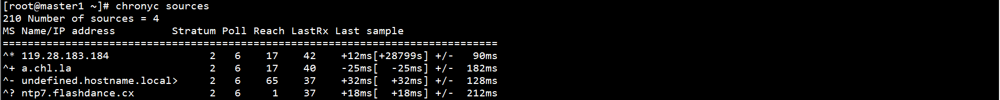 [root@master1 ~]# chronyc sources
210 Number of sources = 4
MS Name/IP address         Stratum Poll Reach LastRx Last sample
===============================================================================
^* 119.28.183.184                2   6    17    42    +12ms[+28799s] +/-   90ms
^+ a.chl.la                      2   6    17    40    -25ms[  -25ms] +/-  182ms
^- undefined.hostname.local>     2   6    65    37    +32ms[  +32ms] +/-  128ms
^? ntp7.flashdance.cx            2   6     1    37    +18ms[  +18ms] +/-  212ms